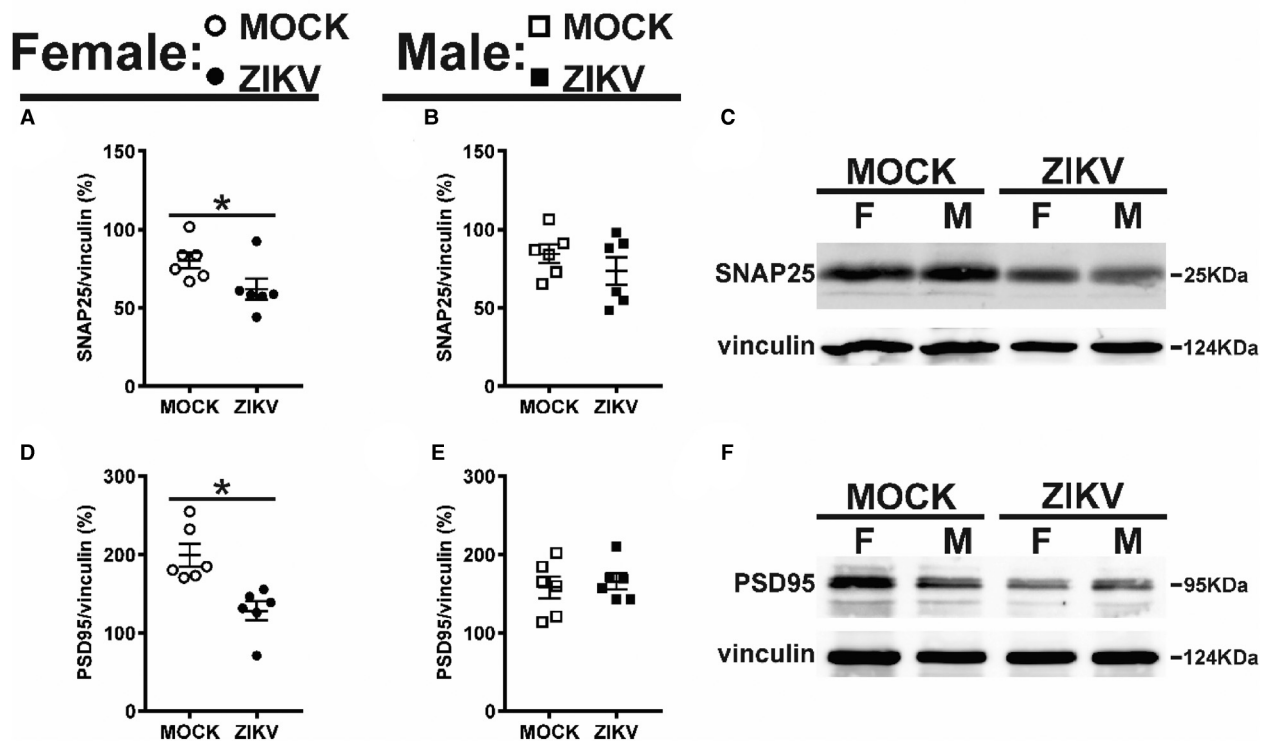 Female: MOCK
ZIKV
Male: MOCK
ZIKV
A
SNAP25/vinculin (%)
150
100
50
0
*
MOCK ZIKV
B
SNAP25/vinculin (%)
150
100
50
0
MOCK ZIKV
C
MOCK ZIKV
F M F M
SNAP25 -25KDa
vinculin -124KDa
D
PSD95/vinculin (%)
300
200
100
0
*
MOCK ZIKV
E
PSD95/vinculin (%)
300
200
100
0
MOCK ZIKV
F
MOCK ZIKV
F M F M
PSD95 -95KDa
vinculin -124KDa